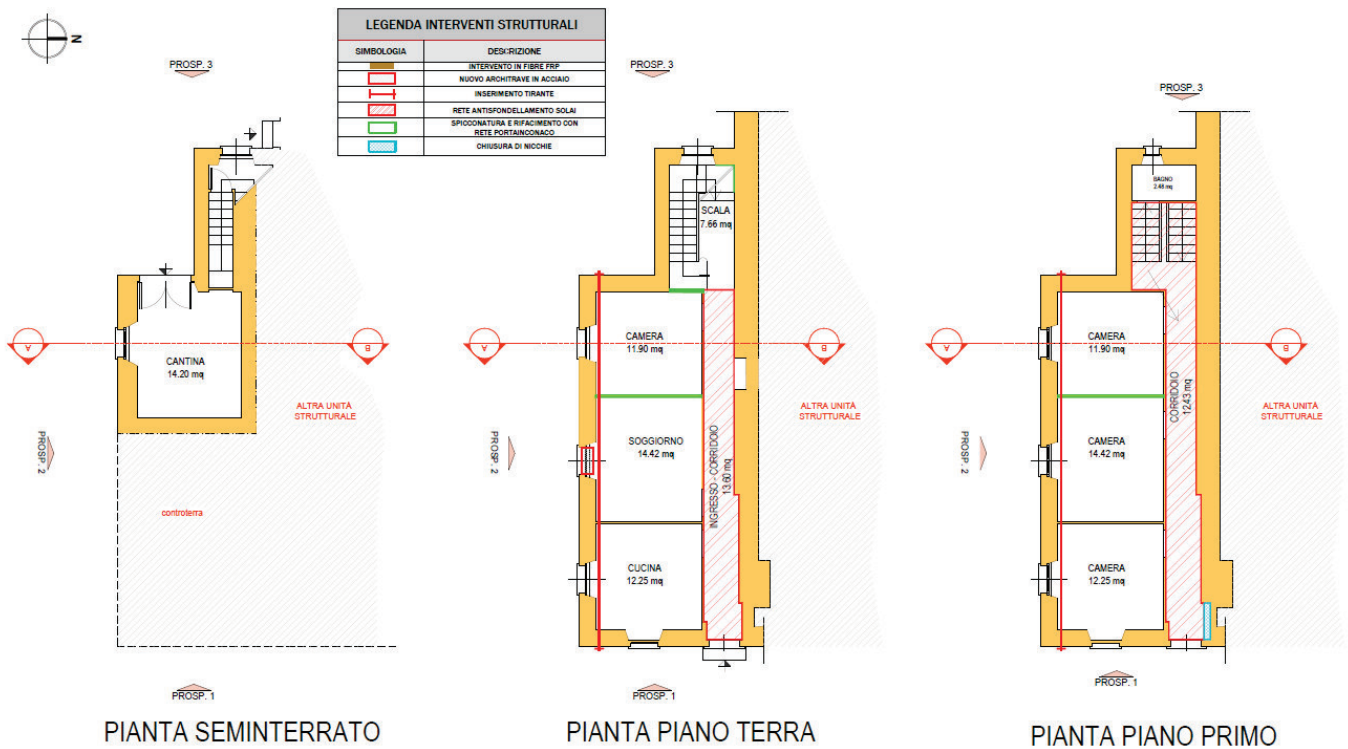 N
LEGENDA INTERVENTI STRUTTURALI
SIMBOLOGIA DESCRIZIONE
INTERVENTO IN FIBRE FRP
NUOVO ARCHITRAVE IN ACCIAIO
INSERIMENTO TIRANTE
RETE ANTISFONDELLAMENTO SOLAI
SPICCONATURA E RIFACIMENTO CON
RETE PORTAINCONACO
CHIUSURA DI NICCHIE
PROSP. 3
A
B
CANTINA
14.20 mq
ALTRA UNITÀ
STRUTTURALE
PROSP. 2
controterra
PROSP. 1
PIANTA SEMINTERRATO
PROSP. 3
SCALA
7.66 mq
A
B
CAMERA
11.90 mq
ALTRA UNITÀ
STRUTTURALE
PROSP. 2
SOGGIORNO
14.42 mq
INGRESSO - CORRIDOIO
13.60 mq
CUCINA
12.25 mq
PROSP. 1
PIANTA PIANO TERRA
PROSP. 3
BAGNO
2.48 mq
A
B
CAMERA
11.90 mq
CORRIDOIO
12.43 mq
ALTRA UNITÀ
STRUTTURALE
PROSP. 2
CAMERA
14.42 mq
CAMERA
12.25 mq
PROSP. 1
PIANTA PIANO PRIMO